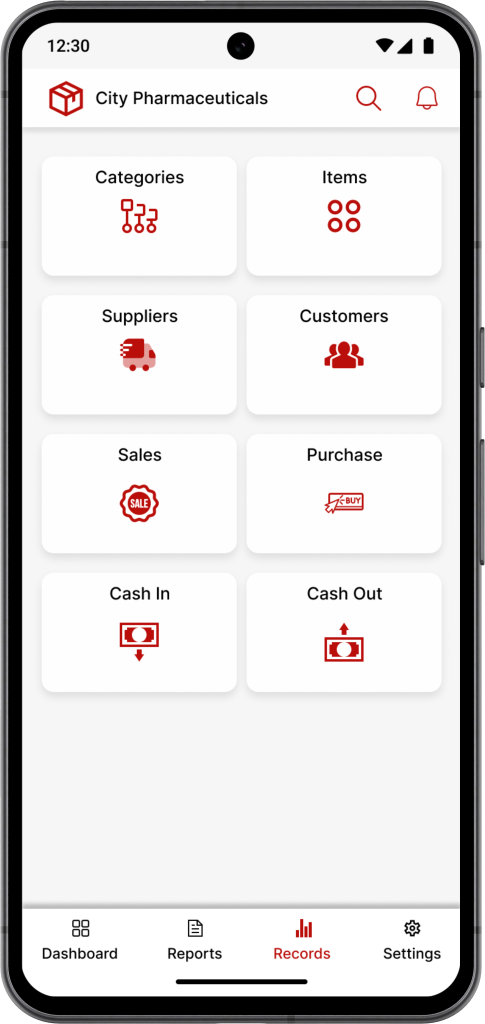 12:30
City Pharmaceuticals
Categories
Items
Suppliers
Customers
Sales
Purchase
SALE
BUY
Cash In
Cash Out
Dashboard
Reports
Records
Settings